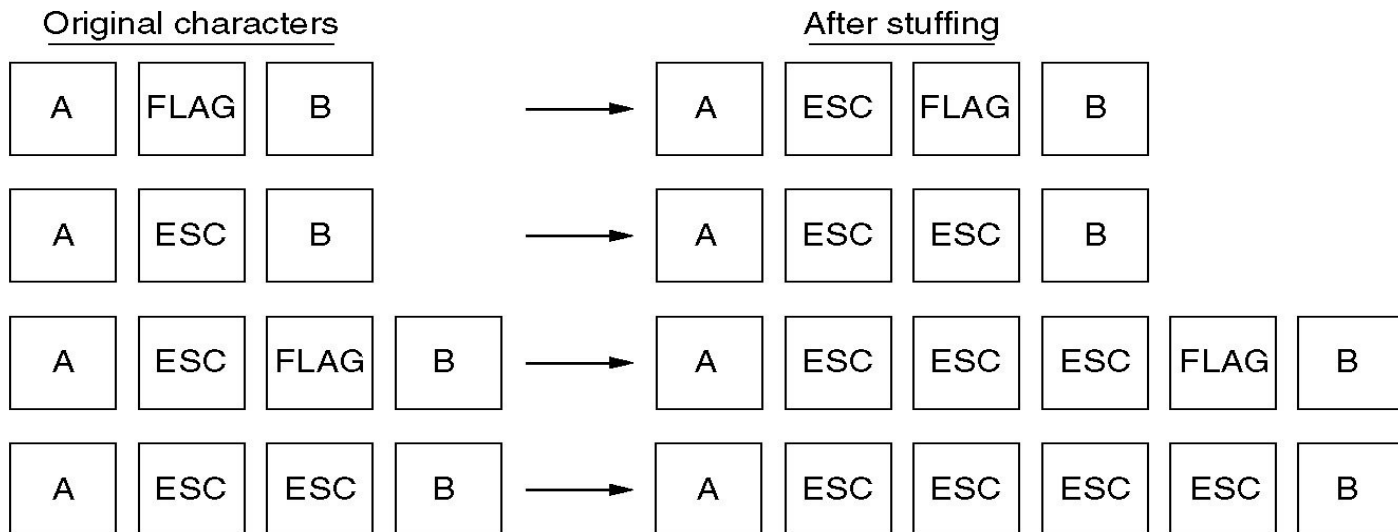 Original characters After stuffing
A FLAG B A ESC FLAG B
A ESC B A ESC ESC B
A ESC FLAG B A ESC ESC ESC FLAG B
A ESC ESC B A ESC ESC ESC ESC B